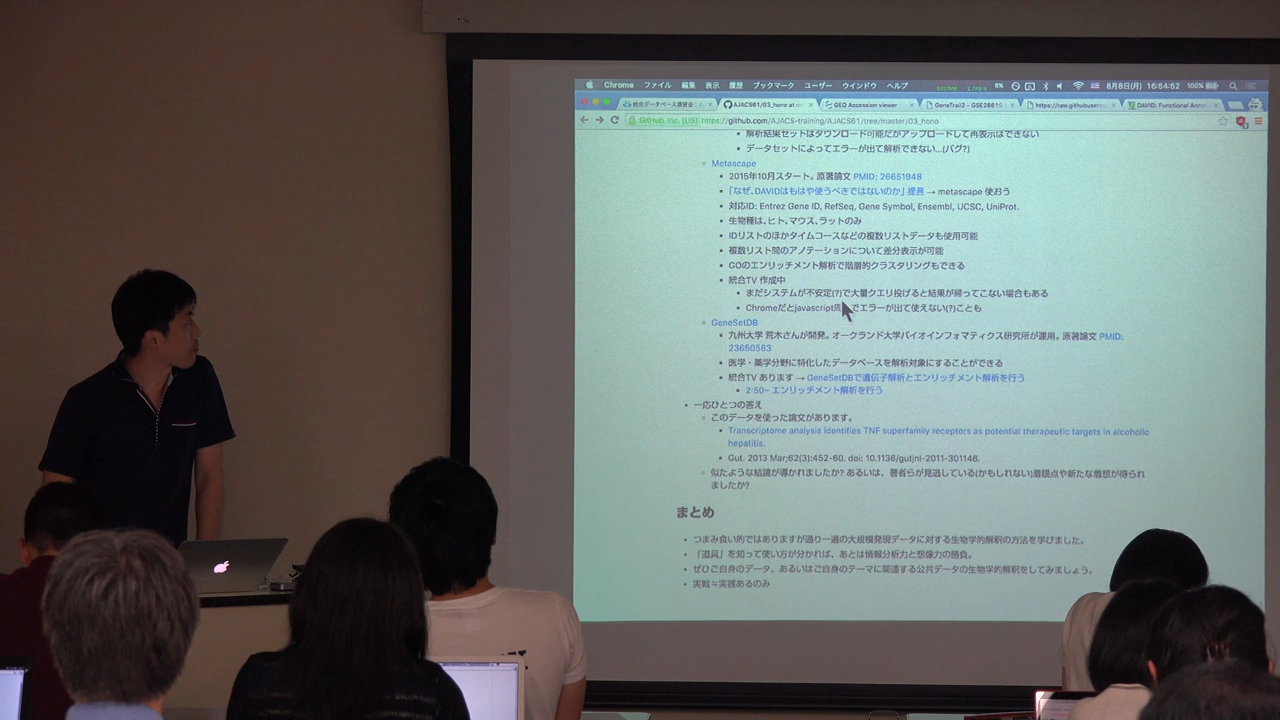 Chrome ファイル 編集 表示 履歴 ブックマーク ユーザー ウインドウ ヘルプ 6% 8月8日(月) 16:54:52 100%
AJACS61/03_hono at m GEO Accession viewer GeneTrail2 - GSE28619 https://raw.githubuserco DAVID: Functional Annota
GitHub, Inc. [US] https://github.com/AJACS-training/AJACS61/tree/master/03_hono
解析結果セットはダウンロード可能だがアップロードして再表示はできない
データセットによってエラーが出て解析できない...(バグ?)
Metascape
2015年10月スタート。原著論文 PMID: 26651948
「なぜ、DAVIDはもはや使うべきではないのか」提言 → metascape 使おう
対応ID: Entrez Gene ID, RefSeq, Gene Symbol, Ensembl, UCSC, UniProt.
生物種は、ヒト、マウス、ラットのみ
IDリストのほかタイムコースなどの複数リストデータも使用可能
複数リスト間のアノテーションについて差分表示が可能
GOのエンリッチメント解析で階層的クラスタリングもできる
統合TV 作成中
まだシステムが不安定(?)で大量クエリ投げると結果が帰ってこない場合もある
Chromeだとjavascript周でエラーが出て使えない(?)ことも
GeneSetDB
九州大学 荒木さんが開発。オークランド大学バイオインフォマティクス研究所が運用。原著論文 PMID:
23650583
医学・薬学分野に特化したデータベースを解析対象にすることができる
統合TV あります → GeneSetDBで遺伝子解析とエンリッチメント解析を行う
2:50~ エンリッチメント解析を行う
一応ひとつの答え
このデータを使った論文があります。
Transcriptome analysis identifies TNF superfamily receptors as potential therapeutic targets in alcoholic
hepatitis.
Gut. 2013 Mar;62(3):452-60. doi: 10.1136/gutjnl-2011-301146.
似たような結論が導かれましたか? あるいは、著者らが見逃している(かもしれない)着眼点や新たな着想が得られ
ましたか?
まとめ
つまみ食い的ではありますが通り一遍の大規模発現データに対する生物学的解釈の方法を学びました。
「道具」を知って使い方が分かれば、あとは情報分析力と想像力の勝負。
ぜひご自身のデータ、あるいはご自身のテーマに関連する公共データの生物学的解釈をしてみましょう。
実戦々実践あるのみ